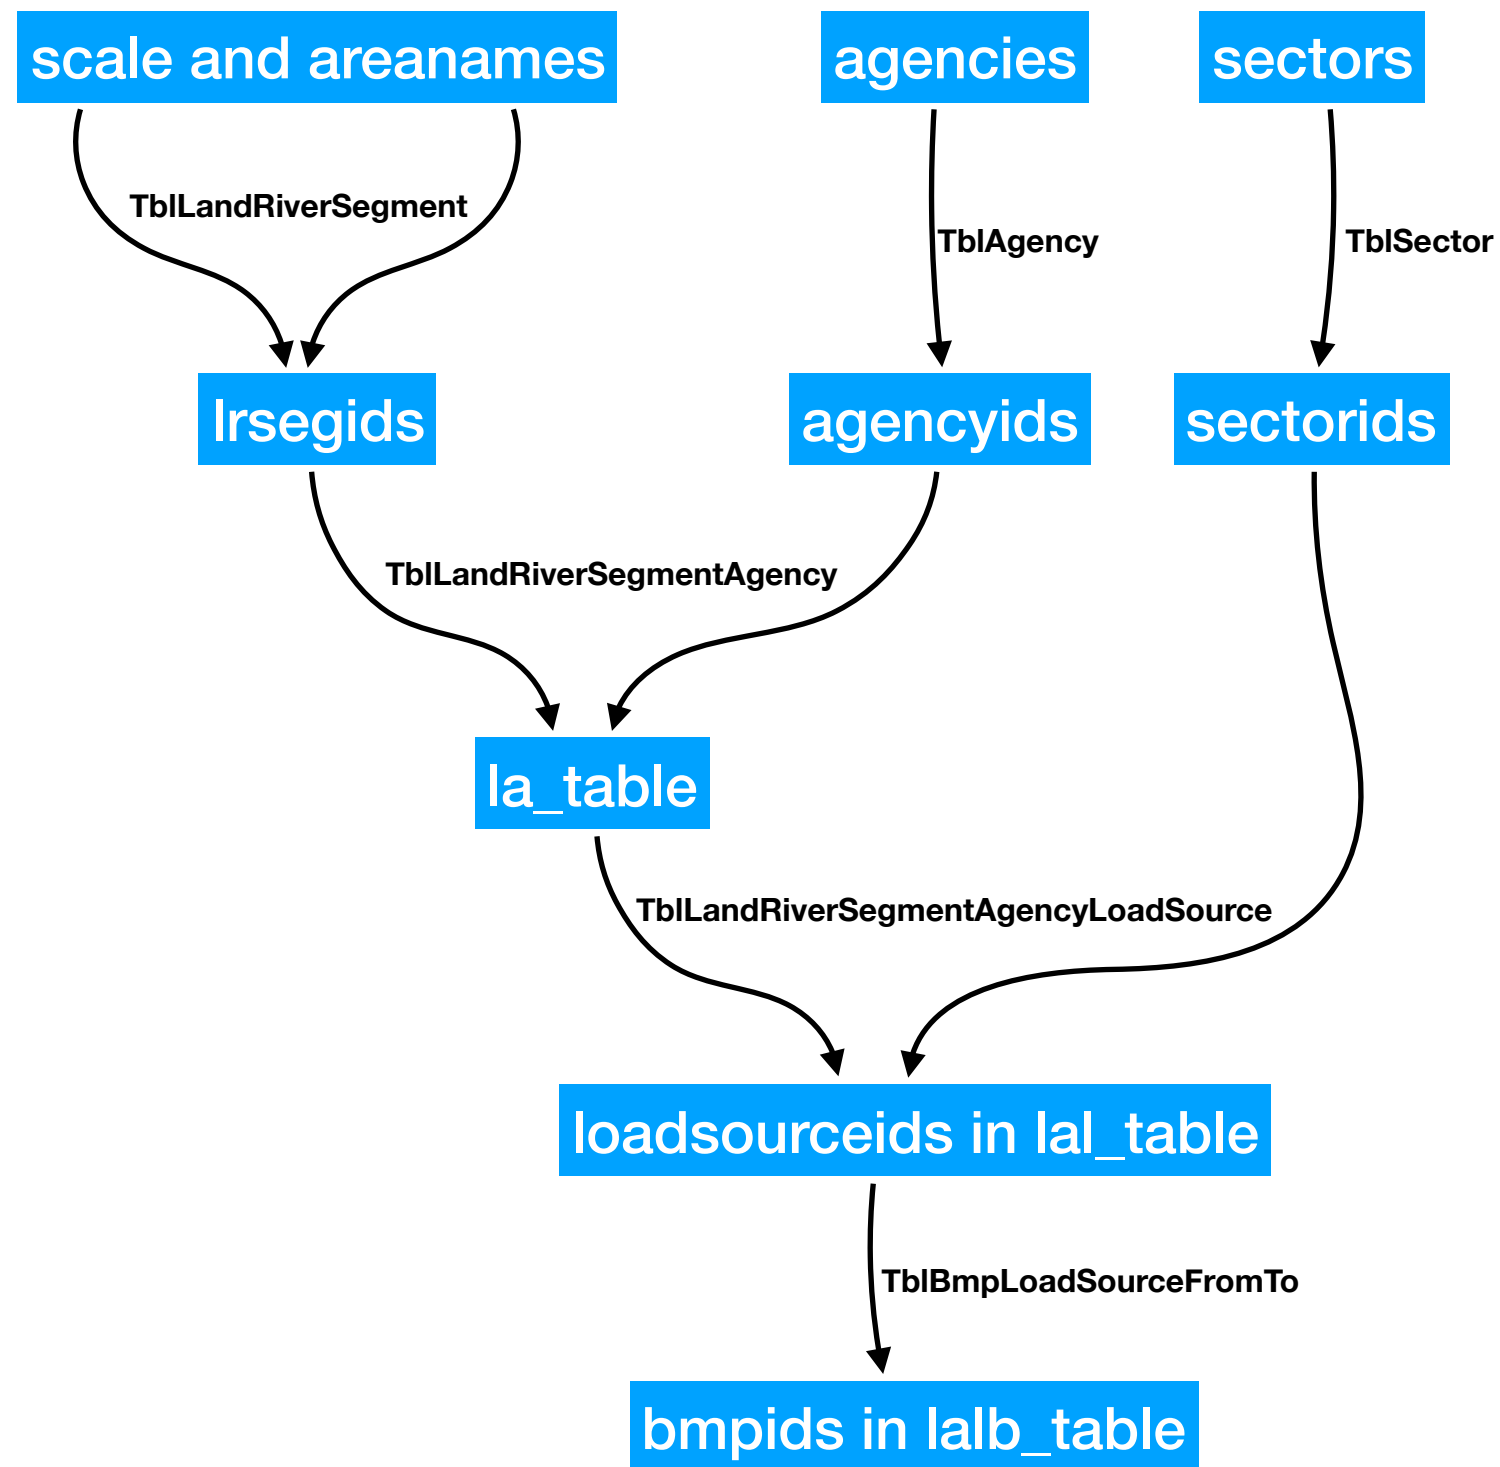 scale and areanames
agencies
sectors
TblLandRiverSegment
TblAgency
TblSector
lrsegids
agencyids
sectorids
TblLandRiverSegmentAgency
la_table
TblLandRiverSegmentAgencyLoadSource
loadsourceids in lal_table
TblBmpLoadSourceFromTo
bmpids in lalb_table